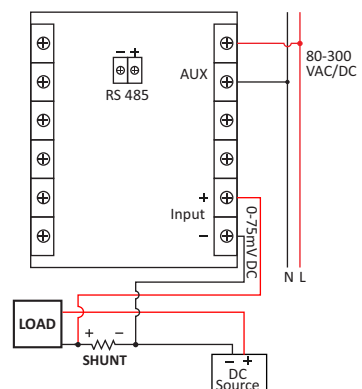 − +
RS 485
AUX
80-300
VAC/DC
+
Input
−
0-75mV DC
N L
LOAD
+ −
SHUNT
− +
DC
Source